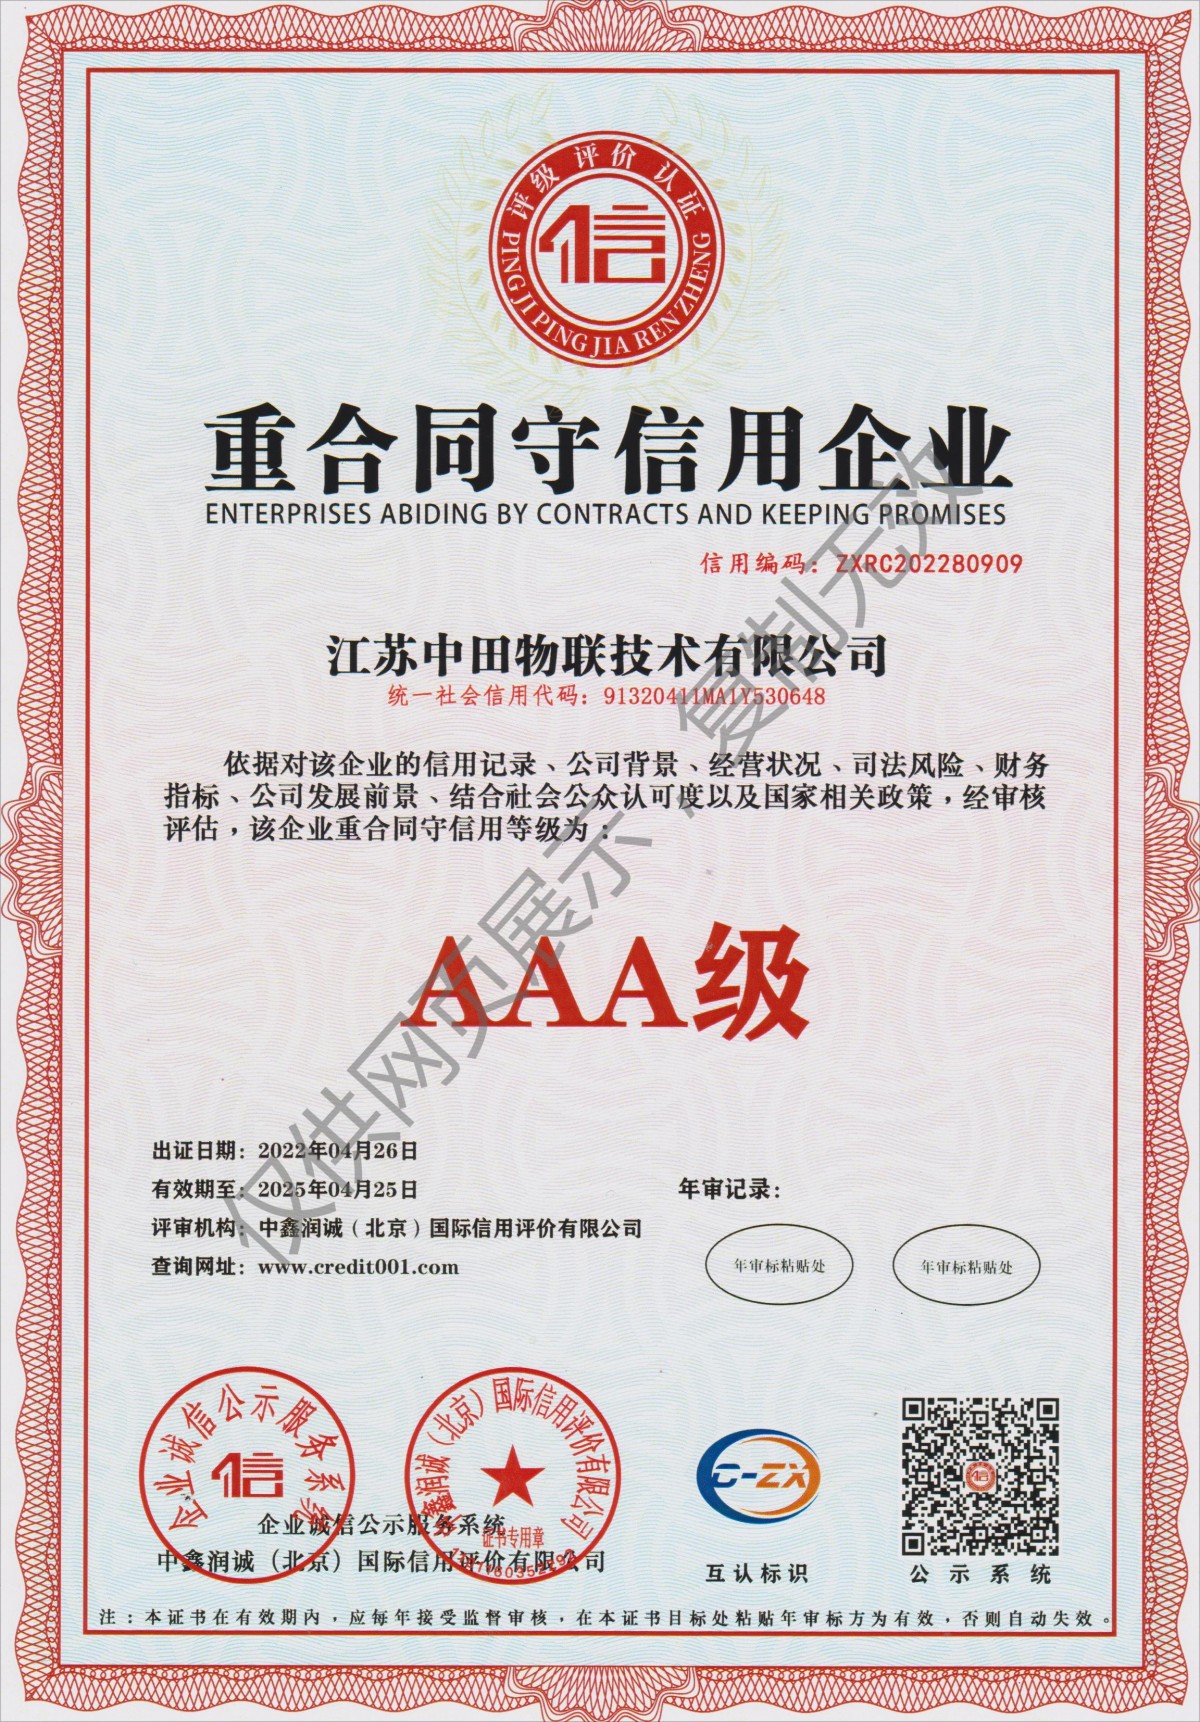 评级 评价 认证
PING JI PING JIA REN ZHENG
信
重合同守信用企业
ENTERPRISES ABIDING BY CONTRACTS AND KEEPING PROMISES
信用编码：ZXRC202280909
江苏中田物联技术有限公司
统一社会信用代码：91320411MA1Y530648
依据对该企业的信用记录、公司背景、经营状况、司法风险、财务
指标、公司发展前景、结合社会公众认可度以及国家相关政策，经审核
评估，该企业重合同守信用等级为：
AAA级
仅供网页展示，复制无效
出证日期：2022年04月26日
有效期至：2025年04月25日
评审机构：中鑫润诚（北京）国际信用评价有限公司
查询网址：www.credit001.com
年审记录：
年审标粘贴处
年审标粘贴处
企业诚信公示服务系统
信
中鑫润诚（北京）国际信用评价有限公司
证书专用章
企业诚信公示服务系统
中鑫润诚（北京）国际信用评价有限公司
C-ZX
互认标识
信
公示系统
注：本证书在有效期内，应每年接受监督审核，在本证书目标处粘贴年审标方为有效，否则自动失效。